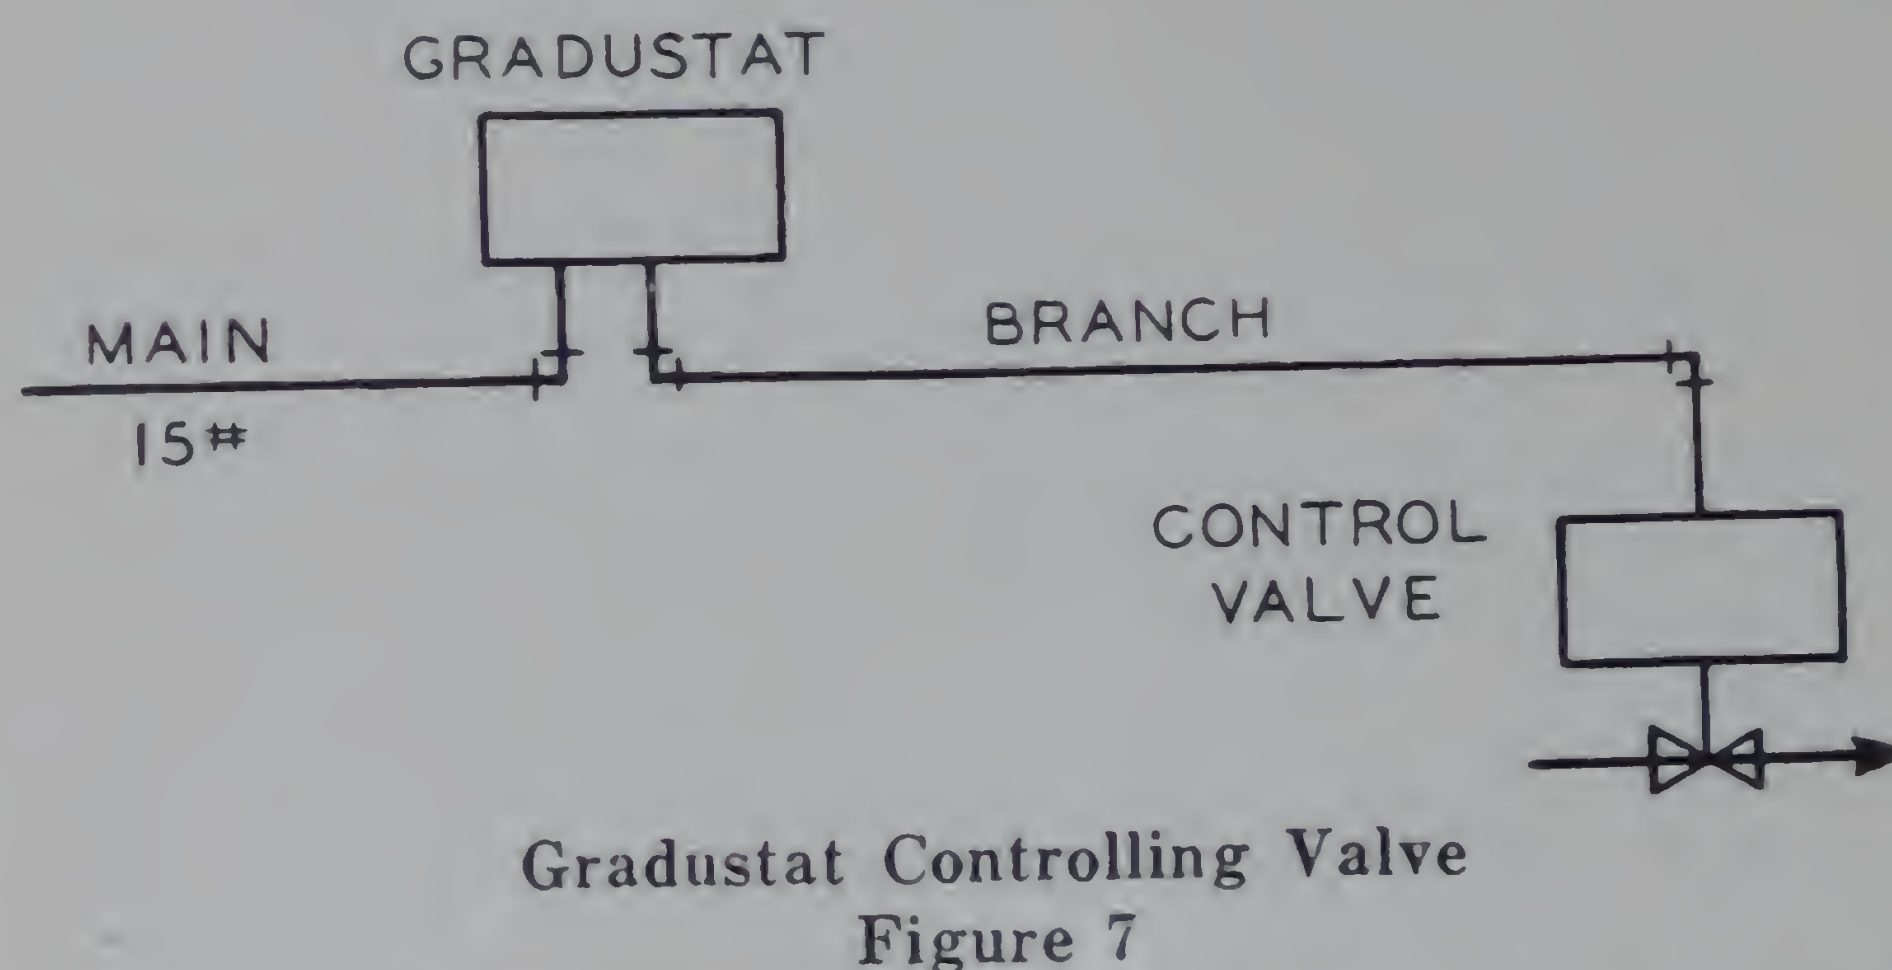 GRADUSTAT
MAIN
15#
BRANCH
CONTROL
VALVE
Gradustat Controlling Valve
Figure 7